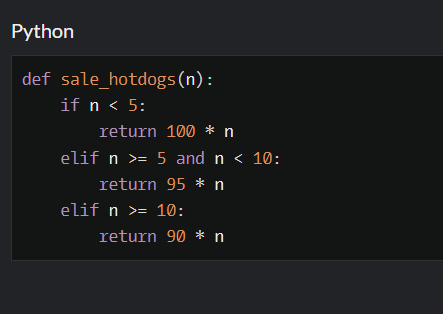 Python
def sale_hotdogs(n):
    if n < 5:
        return 100 * n
    elif n >= 5 and n < 10:
        return 95 * n
    elif n >= 10:
        return 90 * n